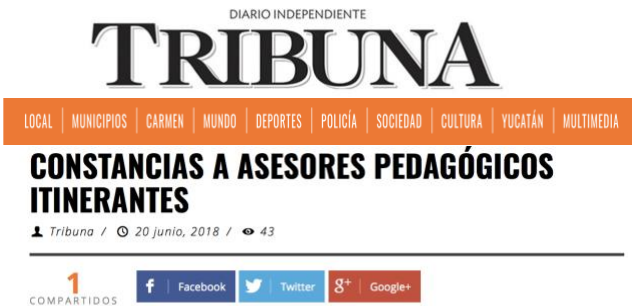 DIARIO INDEPENDIENTE
TRIBUNA
LOCAL MUNICIPIOS CARMEN MUNDO DEPORTES POLICÍA SOCIEDAD CULTURA YUCATÁN MULTIMEDIA
CONSTANCIAS A ASESORES PEDAGÓGICOS
ITINERANTES
Tribuna / 20 junio, 2018 / 43
1
COMPARTIDOS
f Facebook Twitter g+ Google+